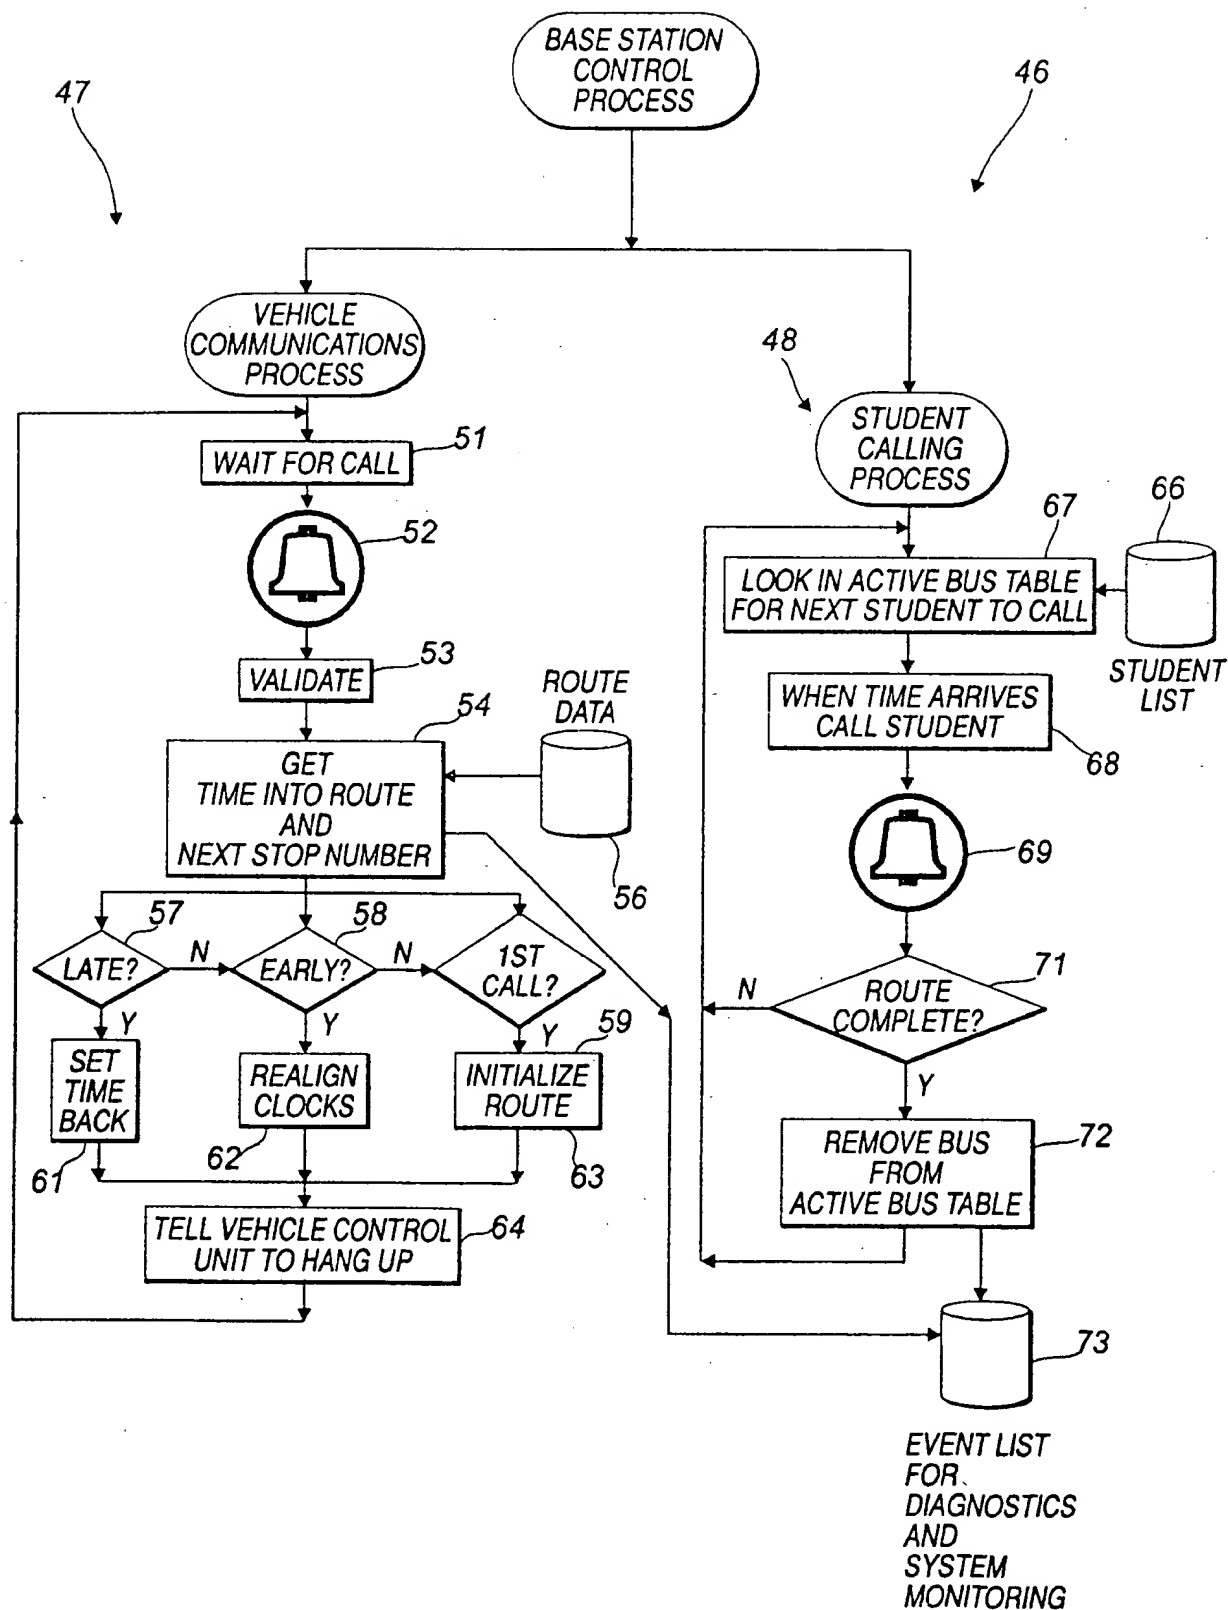 BASE STATION
CONTROL
PROCESS
47
46
VEHICLE
COMMUNICATIONS
PROCESS
48
STUDENT
CALLING
PROCESS
WAIT FOR CALL
51
52
67
66
LOOK IN ACTIVE BUS TABLE
FOR NEXT STUDENT TO CALL
STUDENT
LIST
VALIDATE
53
54
ROUTE
DATA
WHEN TIME ARRIVES
CALL STUDENT
68
GET
TIME INTO ROUTE
AND
NEXT STOP NUMBER
56
69
57
58
LATE?
N
EARLY?
N
1ST
CALL?
71
N
ROUTE
COMPLETE?
Y
Y
Y
59
Y
SET
TIME
BACK
REALIGN
CLOCKS
INITIALIZE
ROUTE
61
62
63
REMOVE BUS
FROM
ACTIVE BUS TABLE
72
TELL VEHICLE CONTROL
UNIT TO HANG UP
64
73
EVENT LIST
FOR
DIAGNOSTICS
AND
SYSTEM
MONITORING